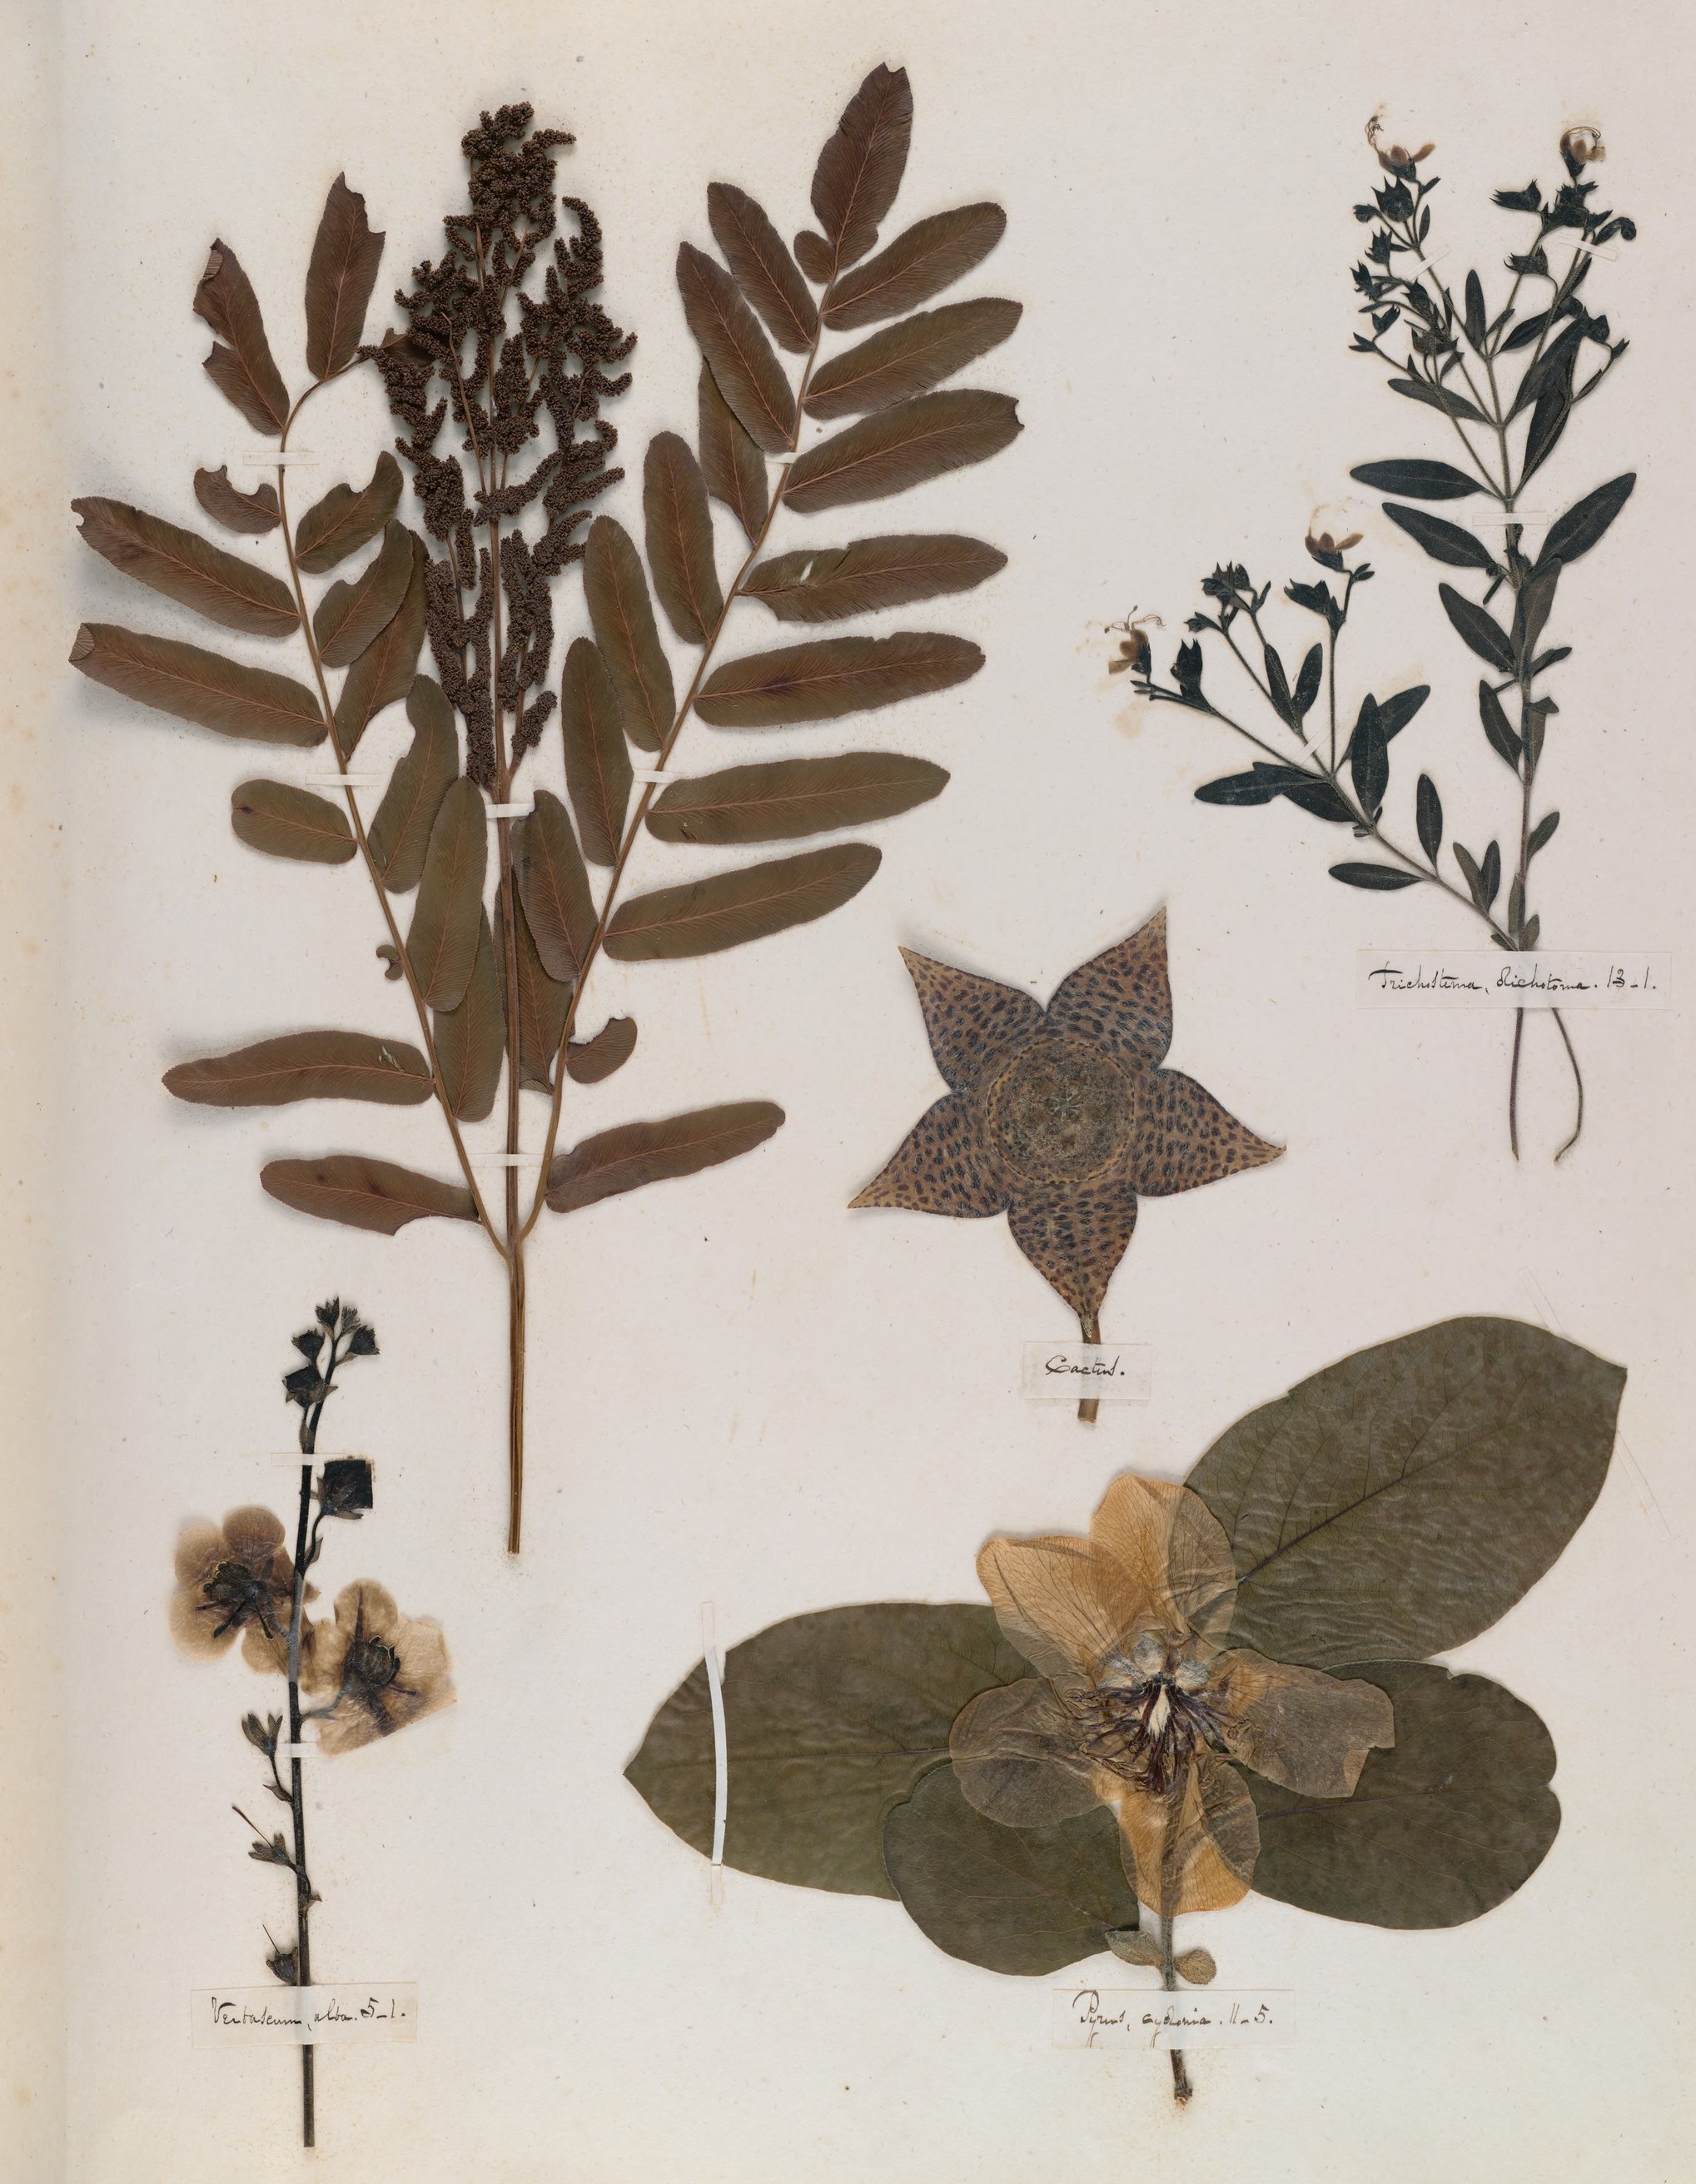 Trichostema, dichotoma. 13-1.
Cactus.
Verbascum, alba. 5-1.
Pyrus, cydonia. 11-5.